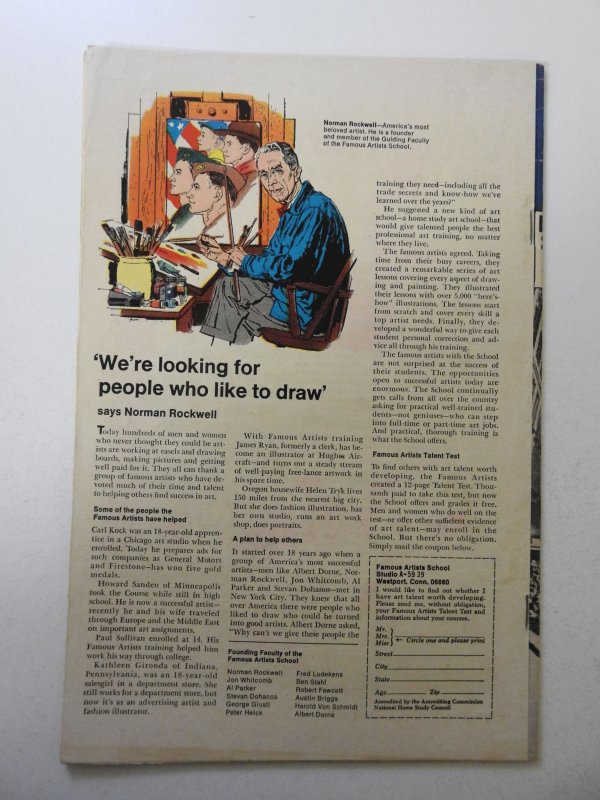 Norman Rockwell—America's most
beloved artist. He is a founder
and member of the Guiding Faculty
of the Famous Artists School.
'We're looking for
people who like to draw'
says Norman Rockwell
Today hundreds of men and women
who never thought they could be art-
ists are working at easels and drawing
boards, making pictures and getting
well paid for it. They all can thank a
group of famous artists who have de-
voted much of their time and talent
to helping others find success in art.
Some of the people the
Famous Artists have helped
Carl Kock was an 18-year-old appren-
tice in a Chicago art studio when he
enrolled. Today he prepares ads for
such companies as General Motors
and Firestone—has won five gold
medals.
Howard Sanden of Minneapolis
took the Course while still in high
school. He is now a successful artist—
recently he and his wife traveled
through Europe and the Middle East
on important art assignments.
Paul Sullivan enrolled at 14. His
Famous Artists training helped him
work his way through college.
Kathleen Gironda of Indiana,
Pennsylvania, was an 18-year-old
salesgirl in a department store. She
still works for a department store, but
now it's as an advertising artist and
fashion illustrator.
With Famous Artists training
James Ryan, formerly a clerk, has be-
come an illustrator at Hughes Air-
craft—and turns out a steady stream
of well-paying free-lance artwork in
his spare time.
Oregon housewife Helen Tryk lives
150 miles from the nearest big city.
But she does fashion illustration, has
her own studio, runs an art work
shop, does portraits.
A plan to help others
It started over 18 years ago when a
group of America's most successful
artists—men like Albert Dorne, Nor-
man Rockwell, Jon Whitcomb, Al
Parker and Stevan Dohanos—met in
New York City. They knew that all
over America there were people who
liked to draw who could be turned
into good artists. Albert Dorne asked,
"Why can't we give these people the
Founding Faculty of the
Famous Artists School
Norman Rockwell
Jon Whitcomb
Al Parker
Stevan Dohanos
George Giusti
Peter Helck
Fred Ludekens
Ben Stahl
Robert Fawcett
Austin Briggs
Harold Von Schmidt
Albert Dorne
training they need—including all the
trade secrets and know-how we've
learned over the years?"
He suggested a new kind of art
school—a home study art school—that
would give talented people the best
professional art training, no matter
where they live.
The famous artists agreed. Taking
time from their busy careers, they
created a remarkable series of art
lessons covering every aspect of draw-
ing and painting. They illustrated
their lessons with over 5,000 "here's-
how" illustrations. The lessons start
from scratch and cover every skill a
top artist needs. Finally, they de-
veloped a wonderful way to give each
student personal correction and ad-
vice all through his training.
The famous artists with the School
are not surprised at the success of
their students. The opportunities
open to successful artists today are
enormous. The School continually
gets calls from all over the country
asking for practical well-trained stu-
dents—not geniuses—who can step
into full-time or part-time art jobs.
And practical, thorough training is
what the School offers.
Famous Artists Talent Test
To find others with art talent worth
developing, the Famous Artists
created a 12-page Talent Test. Thou-
sands paid to take this test, but now
the School offers and grades it free.
Men and women who do well on the
test—or offer other sufficient evidence
of art talent—may enroll in the
School. But there's no obligation.
Simply mail the coupon below.
Famous Artists School
Studio A-59 39
Westport, Conn. 06880
I would like to find out whether I
have art talent worth developing.
Please send me, without obligation,
your Famous Artists Talent Test and
information about your courses.
Mr.
Mrs.
Miss ← Circle one and please print
Street
City
State
Age Zip
Accredited by the Accrediting Commission
National Home Study Council